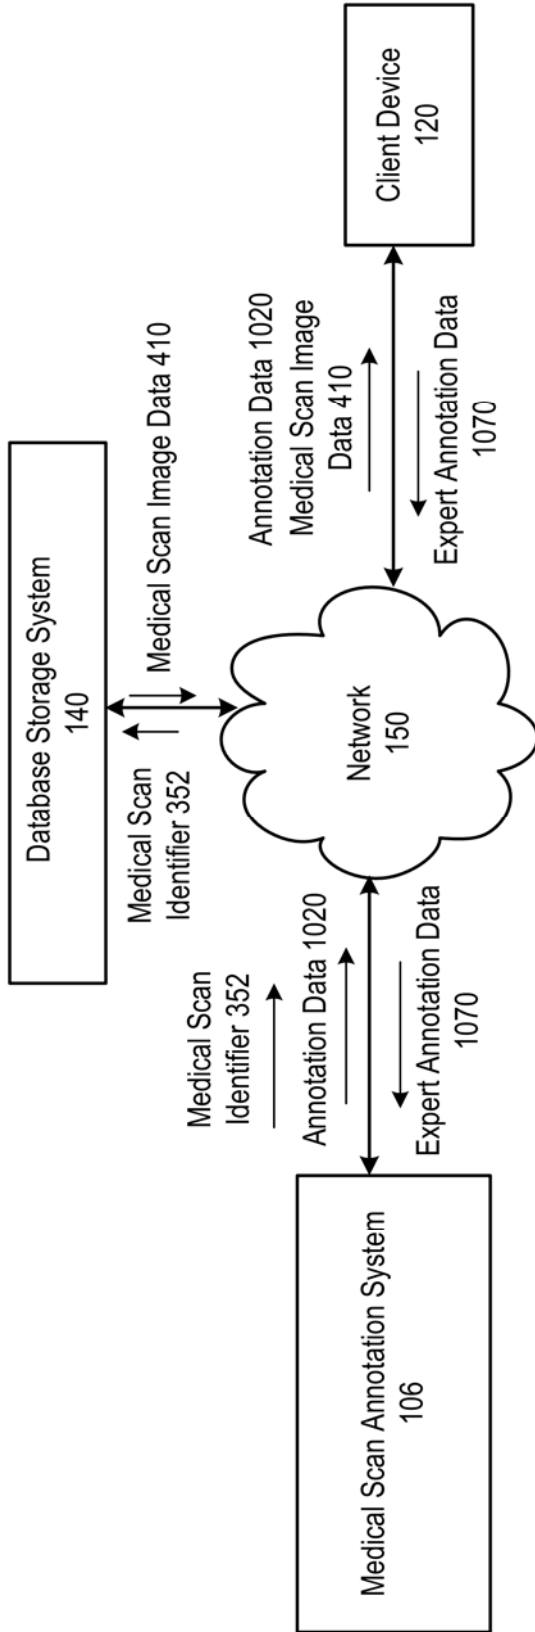 Database Storage System
140
Medical Scan
Identifier 352
Medical Scan Image Data 410
Medical Scan
Identifier 352
Annotation Data 1020
Expert Annotation Data
1070
Medical Scan Annotation System
106
Network
150
Annotation Data 1020
Medical Scan Image
Data 410
Expert Annotation Data
1070
Client Device
120